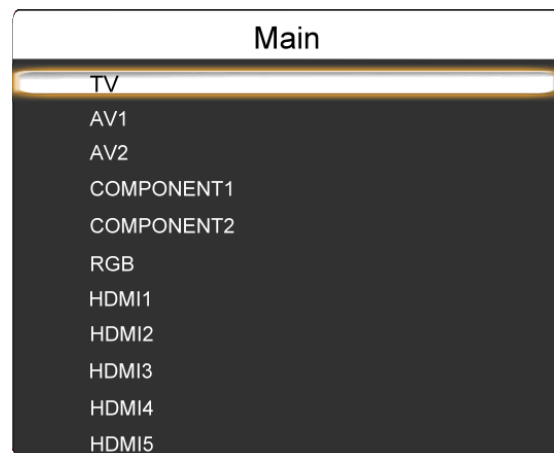 Main
TV
AV1
AV2
COMPONENT1
COMPONENT2
RGB
HDMI1
HDMI2
HDMI3
HDMI4
HDMI5